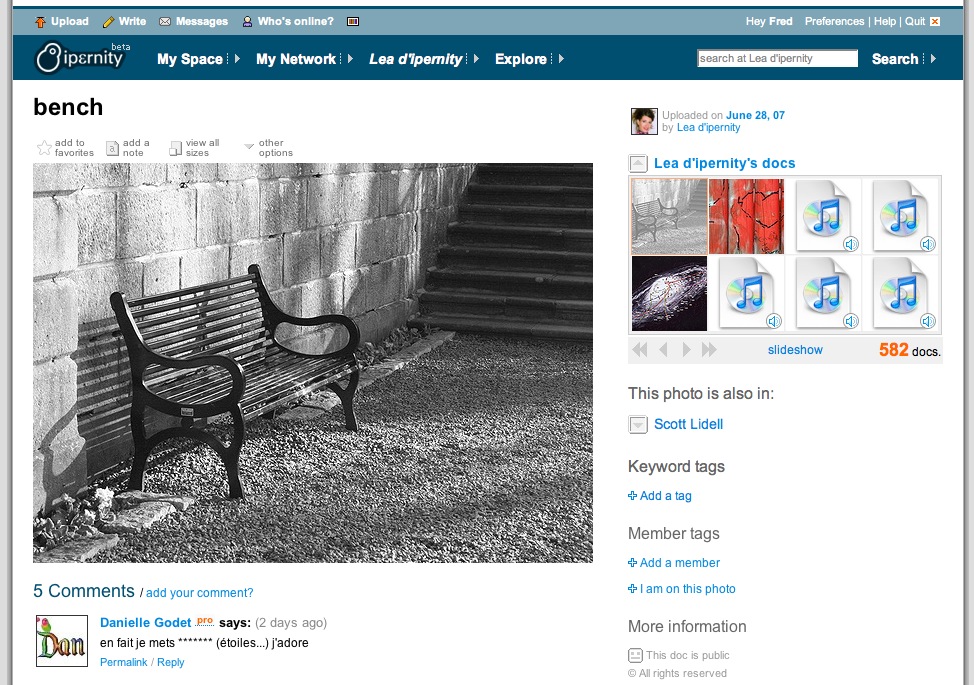 Upload Write Messages Who's online? Hey Fred Preferences | Help | Quit
ipernity beta My Space My Network Lea d'ipernity Explore search at Lea d'ipernity Search
bench
add to favorites
add a note
view all sizes
other options
Uploaded on June 28, 07
by Lea d'ipernity
Lea d'ipernity's docs
slideshow 582 docs.
This photo is also in:
Scott Lidell
Keyword tags
Add a tag
Member tags
Add a member
I am on this photo
More information
This doc is public
© All rights reserved
5 Comments / add your comment?
Dan
Danielle Godet pro says: (2 days ago)
en fait je mets ******* (étoiles...) j'adore
Permalink / Reply